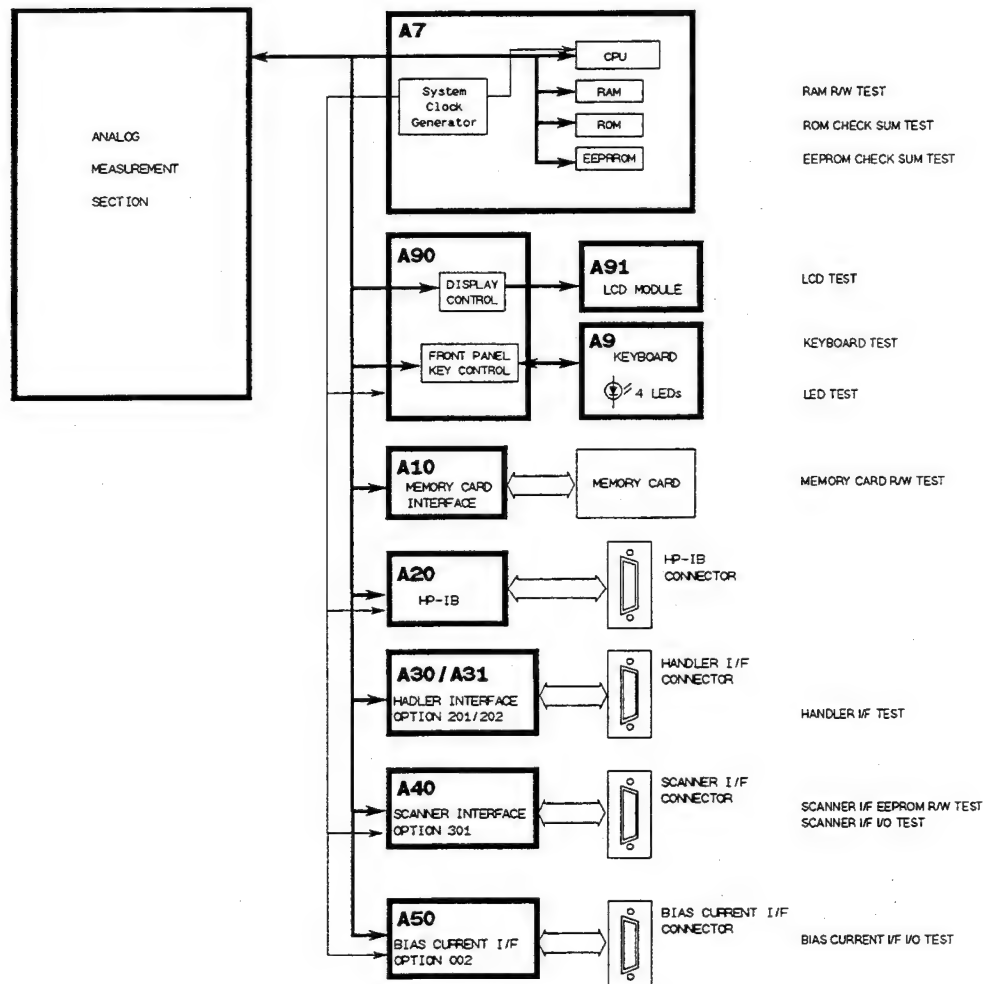 ANALOG
MEASUREMENT
SECTION
A7
CPU
System
Clock
Generator
RAM
ROM
EEPRROM
RAM R/W TEST
ROM CHECK SUM TEST
EEPROM CHECK SUM TEST
A90
DISPLAY
CONTROL
FRONT PANEL
KEY CONTROL
A91
LCD MODULE
LCD TEST
A9
KEYBOARD
4 LEDs
KEYBOARD TEST
LED TEST
A10
MEMORY CARD
INTERFACE
MEMORY CARD
MEMORY CARD R/W TEST
A20
HP-IB
HP-IB
CONNECTOR
A30/A31
HADLER INTERFACE
OPTION 201/202
HANDLER I/F
CONNECTOR
HANDLER I/F TEST
A40
SCANNER INTERFACE
OPTION 301
SCANNER I/F
CONNECTOR
SCANNER I/F EEPROM R/W TEST
SCANNER I/F I/O TEST
A50
BIAS CURRENT I/F
OPTION 002
BIAS CURRENT I/F
CONNECTOR
BIAS CURRENT I/F I/O TEST